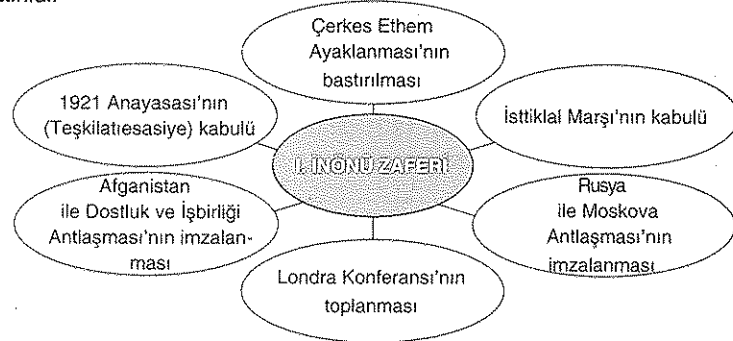 Çerkes Ethem
Ayaklanması'nın
bastırılması
1921 Anayasası'nın
(Teşkilatıesasiye) kabulü
İsttiklal Marşı'nın kabulü
I. İNÖNÜ ZAFERİ
Afganistan
ile Dostluk ve İşbirliği
Antlaşması'nın imzalan-
ması
Rusya
ile Moskova
Antlaşması'nın
imzalanması
Londra Konferansı'nın
toplanması